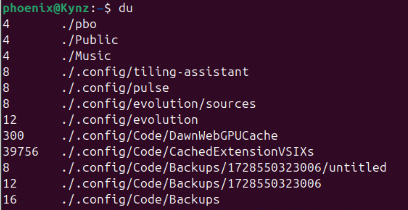 phoenix@Kynz:~$ du
4       ./pbo
4       ./Public
4       ./Music
8       ./.config/tiling-assistant
8       ./.config/pulse
8       ./.config/evolution/sources
12      ./.config/evolution
300     ./.config/Code/DawnWebGPUCache
39756   ./.config/Code/CachedExtensionVSIXs
8       ./.config/Code/Backups/1728550323006/untitled
12      ./.config/Code/Backups/1728550323006
16      ./.config/Code/Backups